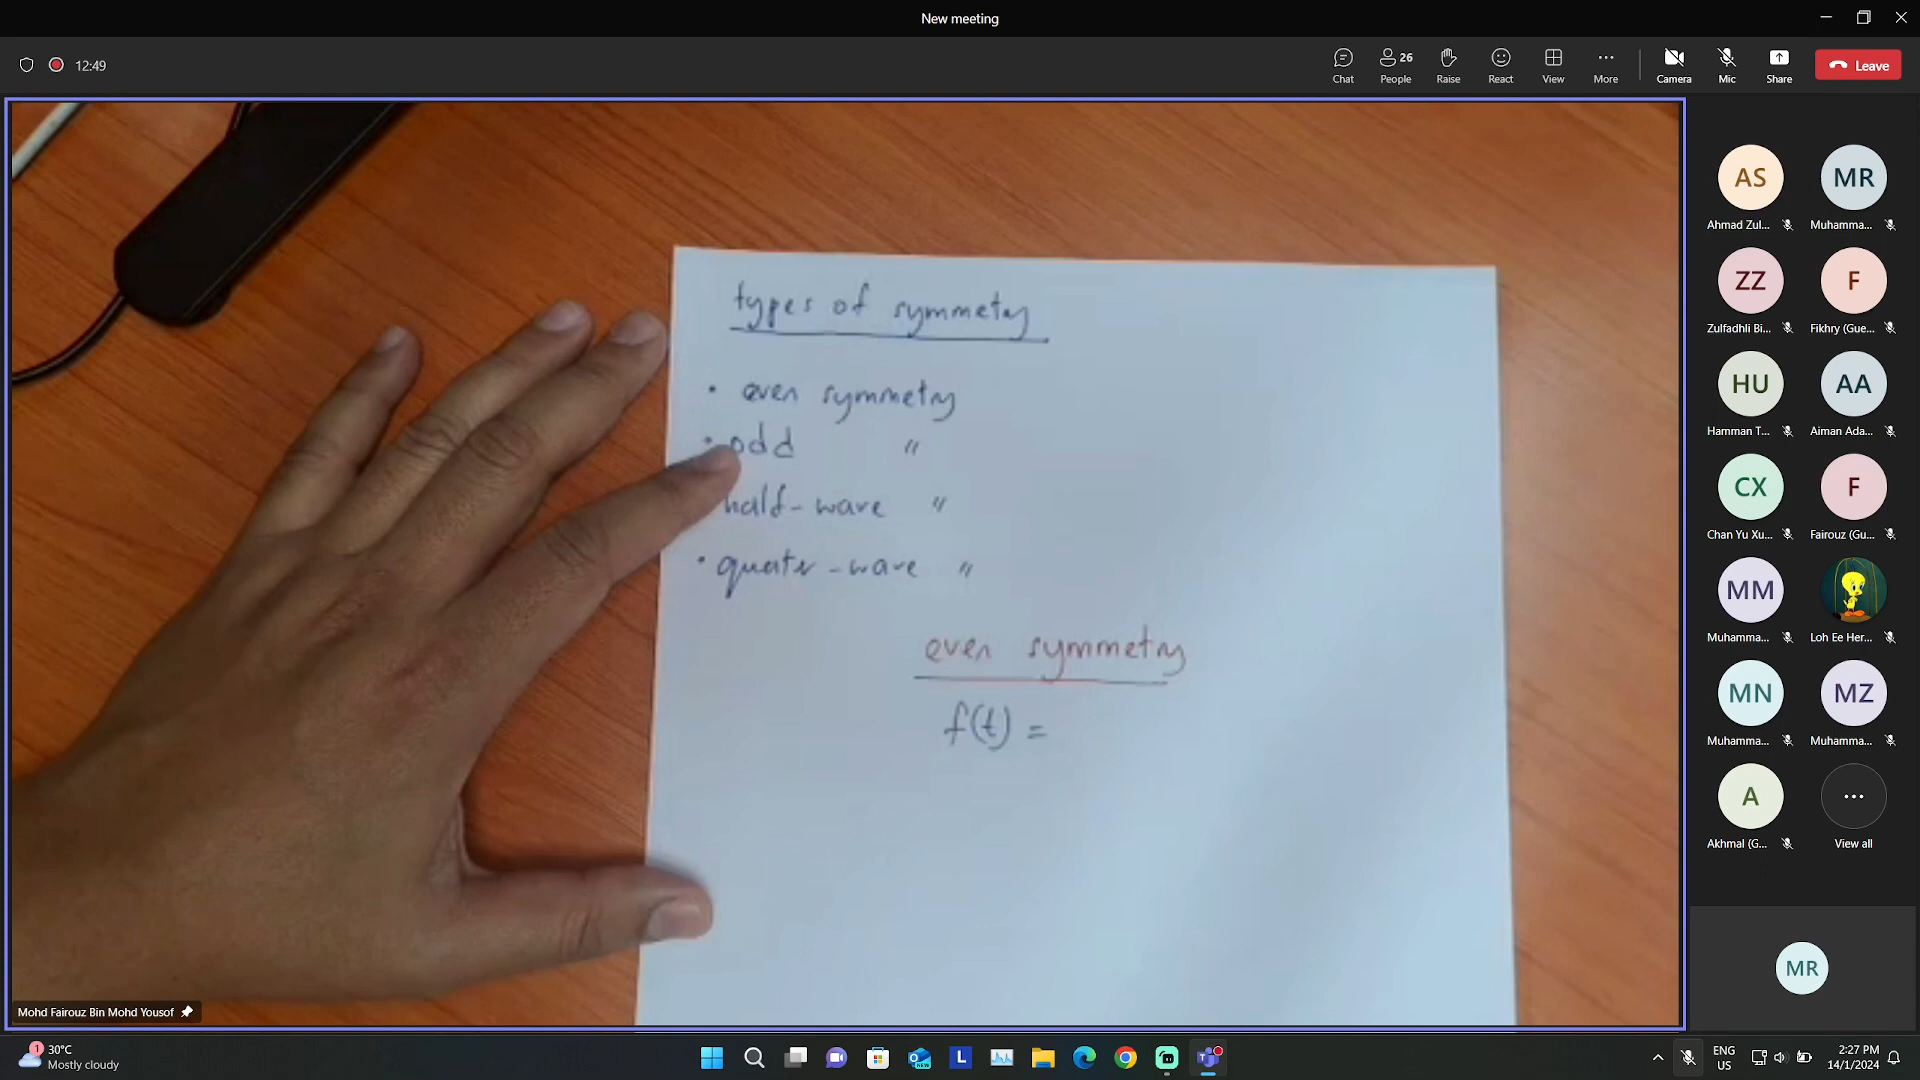 New meeting
12:49
Chat
26
People
Raise
React
View
More
Camera
Mic
Share
Leave
types of symmetry
• even symmetry
• odd "
half-wave "
• quater-wave "
even symmetry
f(t) =
AS
Ahmad Zul...
MR
Muhamma...
ZZ
Zulfadhli Bi...
F
Fikhry (Gue...
HU
Hamman T...
AA
Aiman Ada...
CX
Chan Yu Xu...
F
Fairouz (Gu...
MM
Muhamma...
Loh Ee Her...
MN
Muhamma...
MZ
Muhamma...
A
Akhmal (G...
View all
MR
Mohd Fairouz Bin Mohd Yousof
1
30°C
Mostly cloudy
NEW
L
ENG
US
2:27 PM
14/1/2024